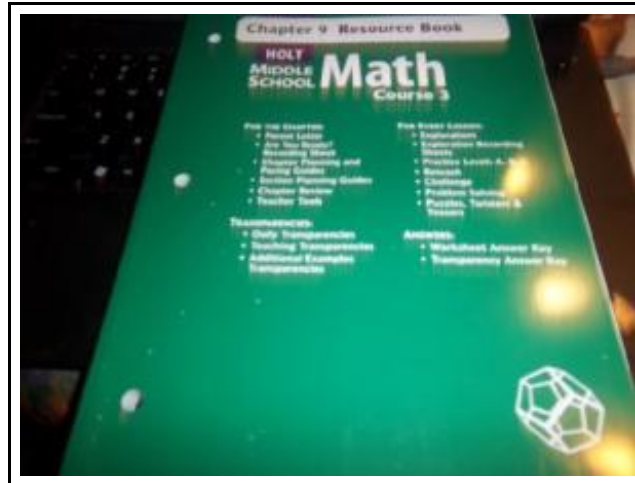 Chapter 9 Resource Book
HOLT
MIDDLE
SCHOOL
Math
Course 3
FOR THE CHAPTER:
• Parent Letter
• Are You Ready?
Recording Sheet
• Chapter Planning and
Pacing Guides
• Section Planning Guides
• Chapter Review
• Teacher Tools
TRANSPARENCIES:
• Daily Transparencies
• Teaching Transparencies
• Additional Examples
Transparencies
FOR EVERY LESSON:
• Explorations
• Exploration Recording
Sheets
• Practice Levels A, B,
• Reteach
• Challenge
• Problem Solving
• Puzzles, Twisters &
Teasers
ANSWERS:
• Worksheet Answer Key
• Transparency Answer Key